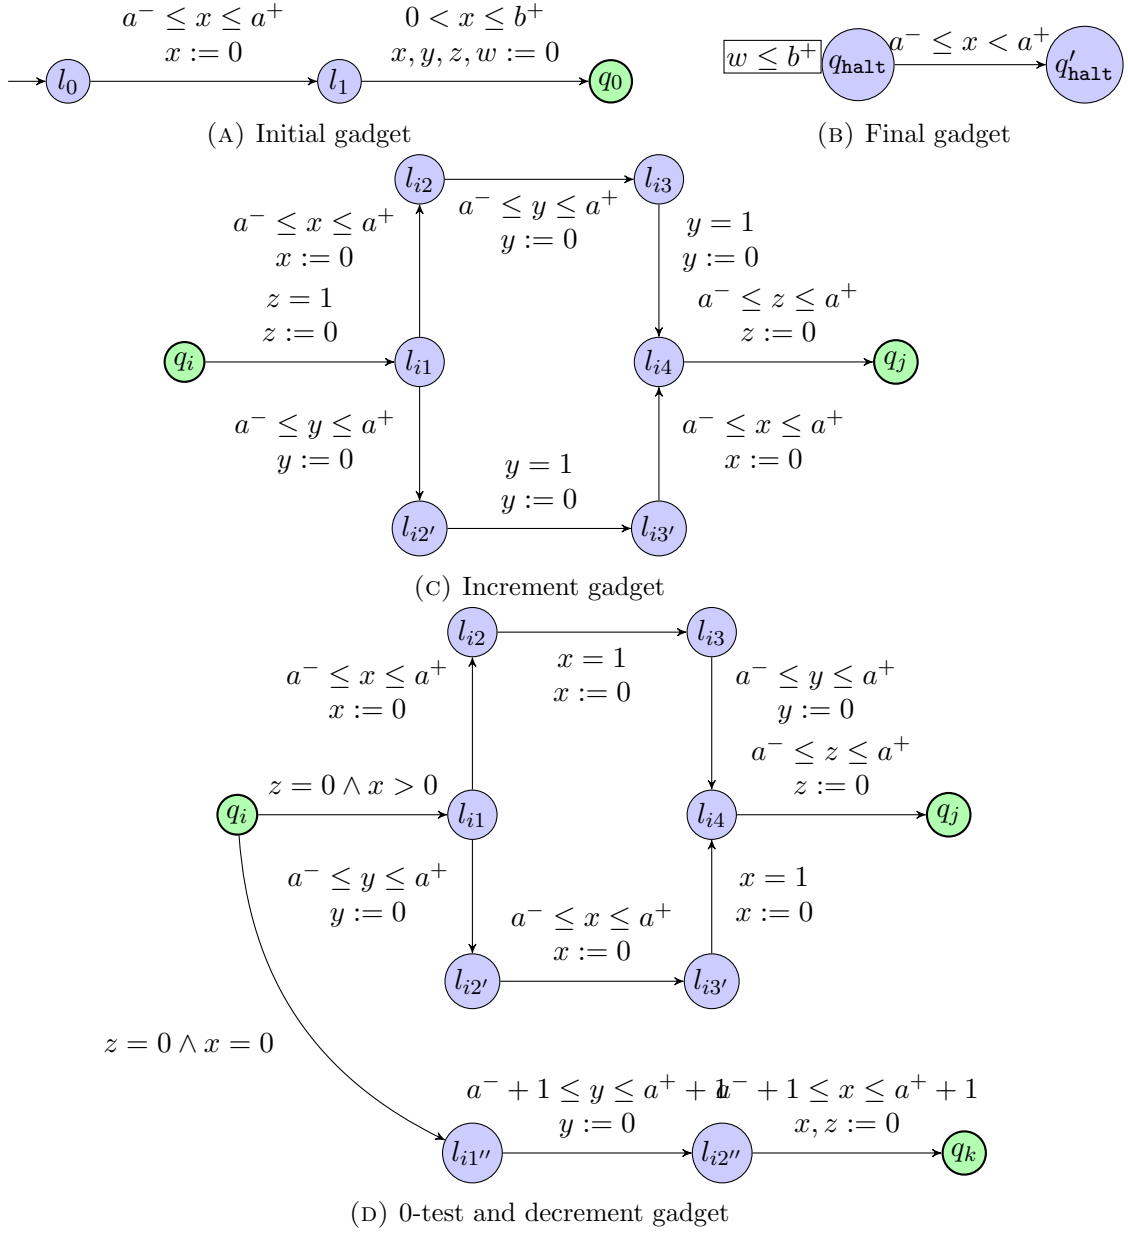 a⁻ ≤ x ≤ a⁺
x := 0
0 < x ≤ b⁺
x, y, z, w := 0
l₀
l₁
q₀
w ≤ b⁺
q_halt
a⁻ ≤ x < a⁺
q′_halt
(A) Initial gadget
(B) Final gadget
l_i2
l_i3
a⁻ ≤ y ≤ a⁺
y := 0
a⁻ ≤ x ≤ a⁺
x := 0
y = 1
y := 0
z = 1
z := 0
a⁻ ≤ z ≤ a⁺
z := 0
q_i
l_i1
l_i4
q_j
a⁻ ≤ y ≤ a⁺
y := 0
a⁻ ≤ x ≤ a⁺
x := 0
y = 1
y := 0
l_i2′
l_i3′
(C) Increment gadget
l_i2
l_i3
x = 1
x := 0
a⁻ ≤ x ≤ a⁺
x := 0
a⁻ ≤ y ≤ a⁺
y := 0
a⁻ ≤ z ≤ a⁺
z := 0
z = 0 ∧ x > 0
q_i
l_i1
l_i4
q_j
a⁻ ≤ y ≤ a⁺
y := 0
a⁻ ≤ x ≤ a⁺
x := 0
x = 1
x := 0
l_i2′
l_i3′
z = 0 ∧ x = 0
a⁻ + 1 ≤ y ≤ a⁺ + 1
y := 0
a⁻ + 1 ≤ x ≤ a⁺ + 1
x, z := 0
l_i1″
l_i2″
q_k
(D) 0-test and decrement gadget